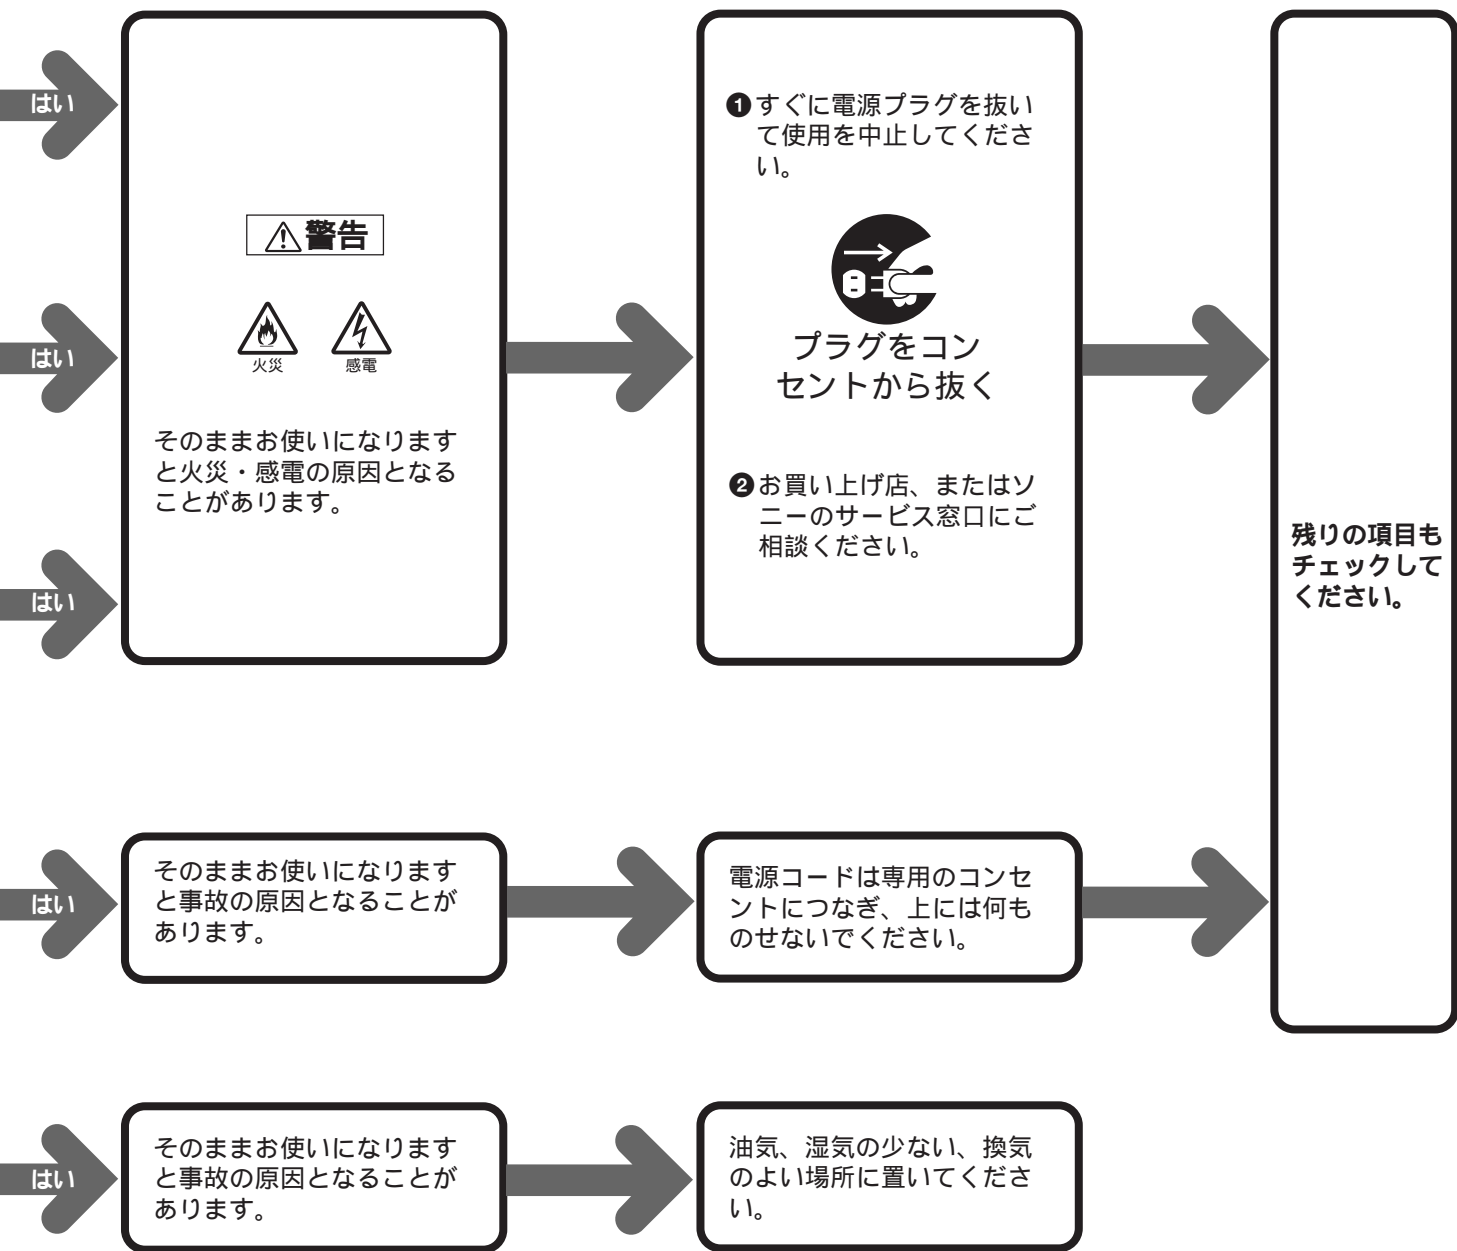 はい
はい
はい
警告
火災
感電
そのままお使いになります
と火災・感電の原因となる
ことがあります。
❶すぐに電源プラグを抜い
て使用を中止してくださ
い。
プラグをコン
セントから抜く
❷お買い上げ店、またはソ
ニーのサービス窓口にご
相談ください。
残りの項目も
チェックして
ください。
はい
そのままお使いになります
と事故の原因となることが
あります。
電源コードは専用のコンセ
ントにつなぎ、上には何も
のせないでください。
はい
そのままお使いになります
と事故の原因となることが
あります。
油気、湿気の少ない、換気
のよい場所に置いてくださ
い。